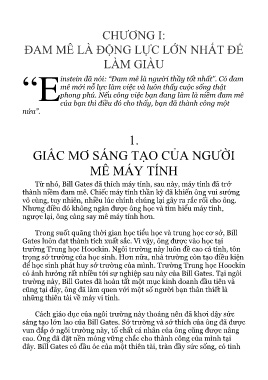 CHƯƠNG I:
ĐAM MÊ LÀ ĐỘNG LỰC LỚN NHẤT ĐỂ
LÀM GIÀU
“Einstein đã nói: “Đam mê là người thầy tốt nhất”. Có đam
mê mới nỗ lực làm việc và luôn thấy cuộc sống thật
phong phú. Nếu công việc bạn đang làm là niềm đam mê
của bạn thì điều đó cho thấy, bạn đã thành công một
nửa”.
1.
GIẤC MƠ SÁNG TẠO CỦA NGƯỜI
MÊ MÁY TÍNH
Từ nhỏ, Bill Gates đã thích máy tính, sau này, máy tính đã trở
thành niềm đam mê. Chiếc máy tính thần kỳ đã khiến ông vui sướng
vô cùng, tuy nhiên, nhiều lúc chính chúng lại gây ra rắc rối cho ông.
Nhưng điều đó không ngăn được ông học và tìm hiểu máy tính,
ngược lại, ông càng say mê máy tính hơn.
Trong suốt quãng thời gian học tiểu học và trung học cơ sở, Bill
Gates luôn đạt thành tích xuất sắc. Vì vậy, ông được vào học tại
trường Trung học Hoockin. Ngôi trường này luôn đề cao cá tính, tôn
trọng sở trường của học sinh. Hơn nữa, nhà trường còn tạo điều kiện
để học sinh phát huy sở trường của mình. Trường Trung học Hoockin
có ảnh hưởng rất nhiều tới sự nghiệp sau này của Bill Gates. Tại ngôi
trường này, Bill Gates đã hoàn tất một mục kinh doanh đầu tiên và
cũng tại đây, ông đã làm quen với một số người bạn thân thiết là
những thiên tài về máy vi tính.
Cách giáo dục của ngôi trường này thoáng nên đã khơi dậy sức
sáng tạo lớn lao của Bill Gates. Sở trường và sở thích của ông đã được
vun đắp ở ngôi trường này, tố chất cá nhân của ông cũng được nâng
cao. Ông đã đặt nền móng vững chắc cho thành công của mình tại
đây. Bill Gates có đầu óc của một thiên tài, tràn đầy sức sống, có tính